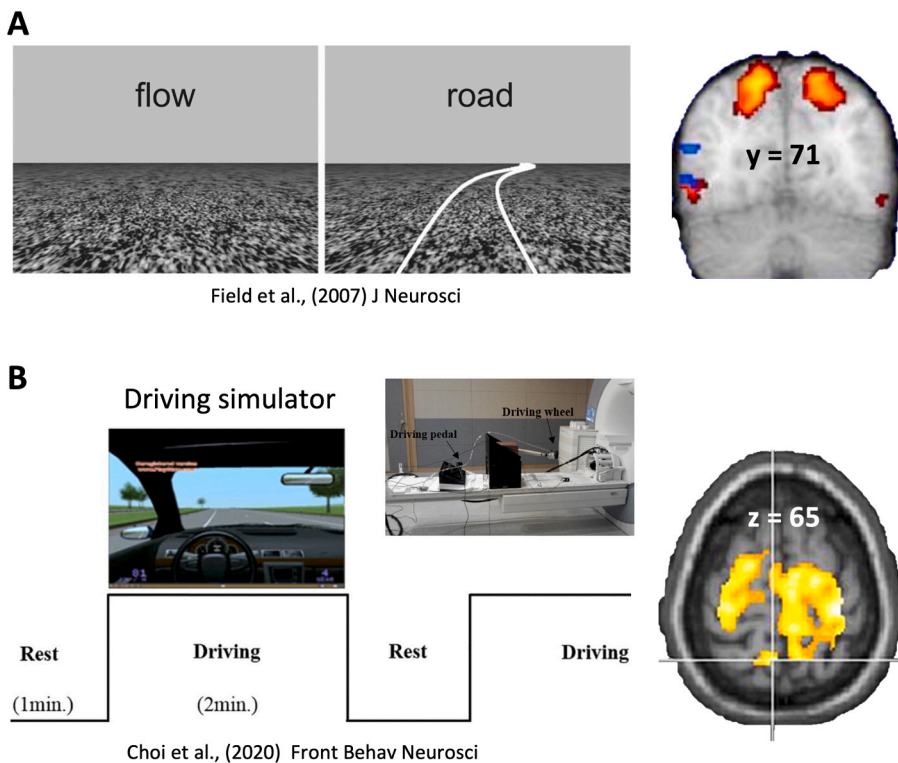 A
flow
road
y = 71
Field et al., (2007) J Neurosci
B
Driving simulator
Driving wheel
Driving pedal
z = 65
Rest
Driving
Rest
Driving
(1min.)
(2min.)
Choi et al., (2020) Front Behav Neurosci